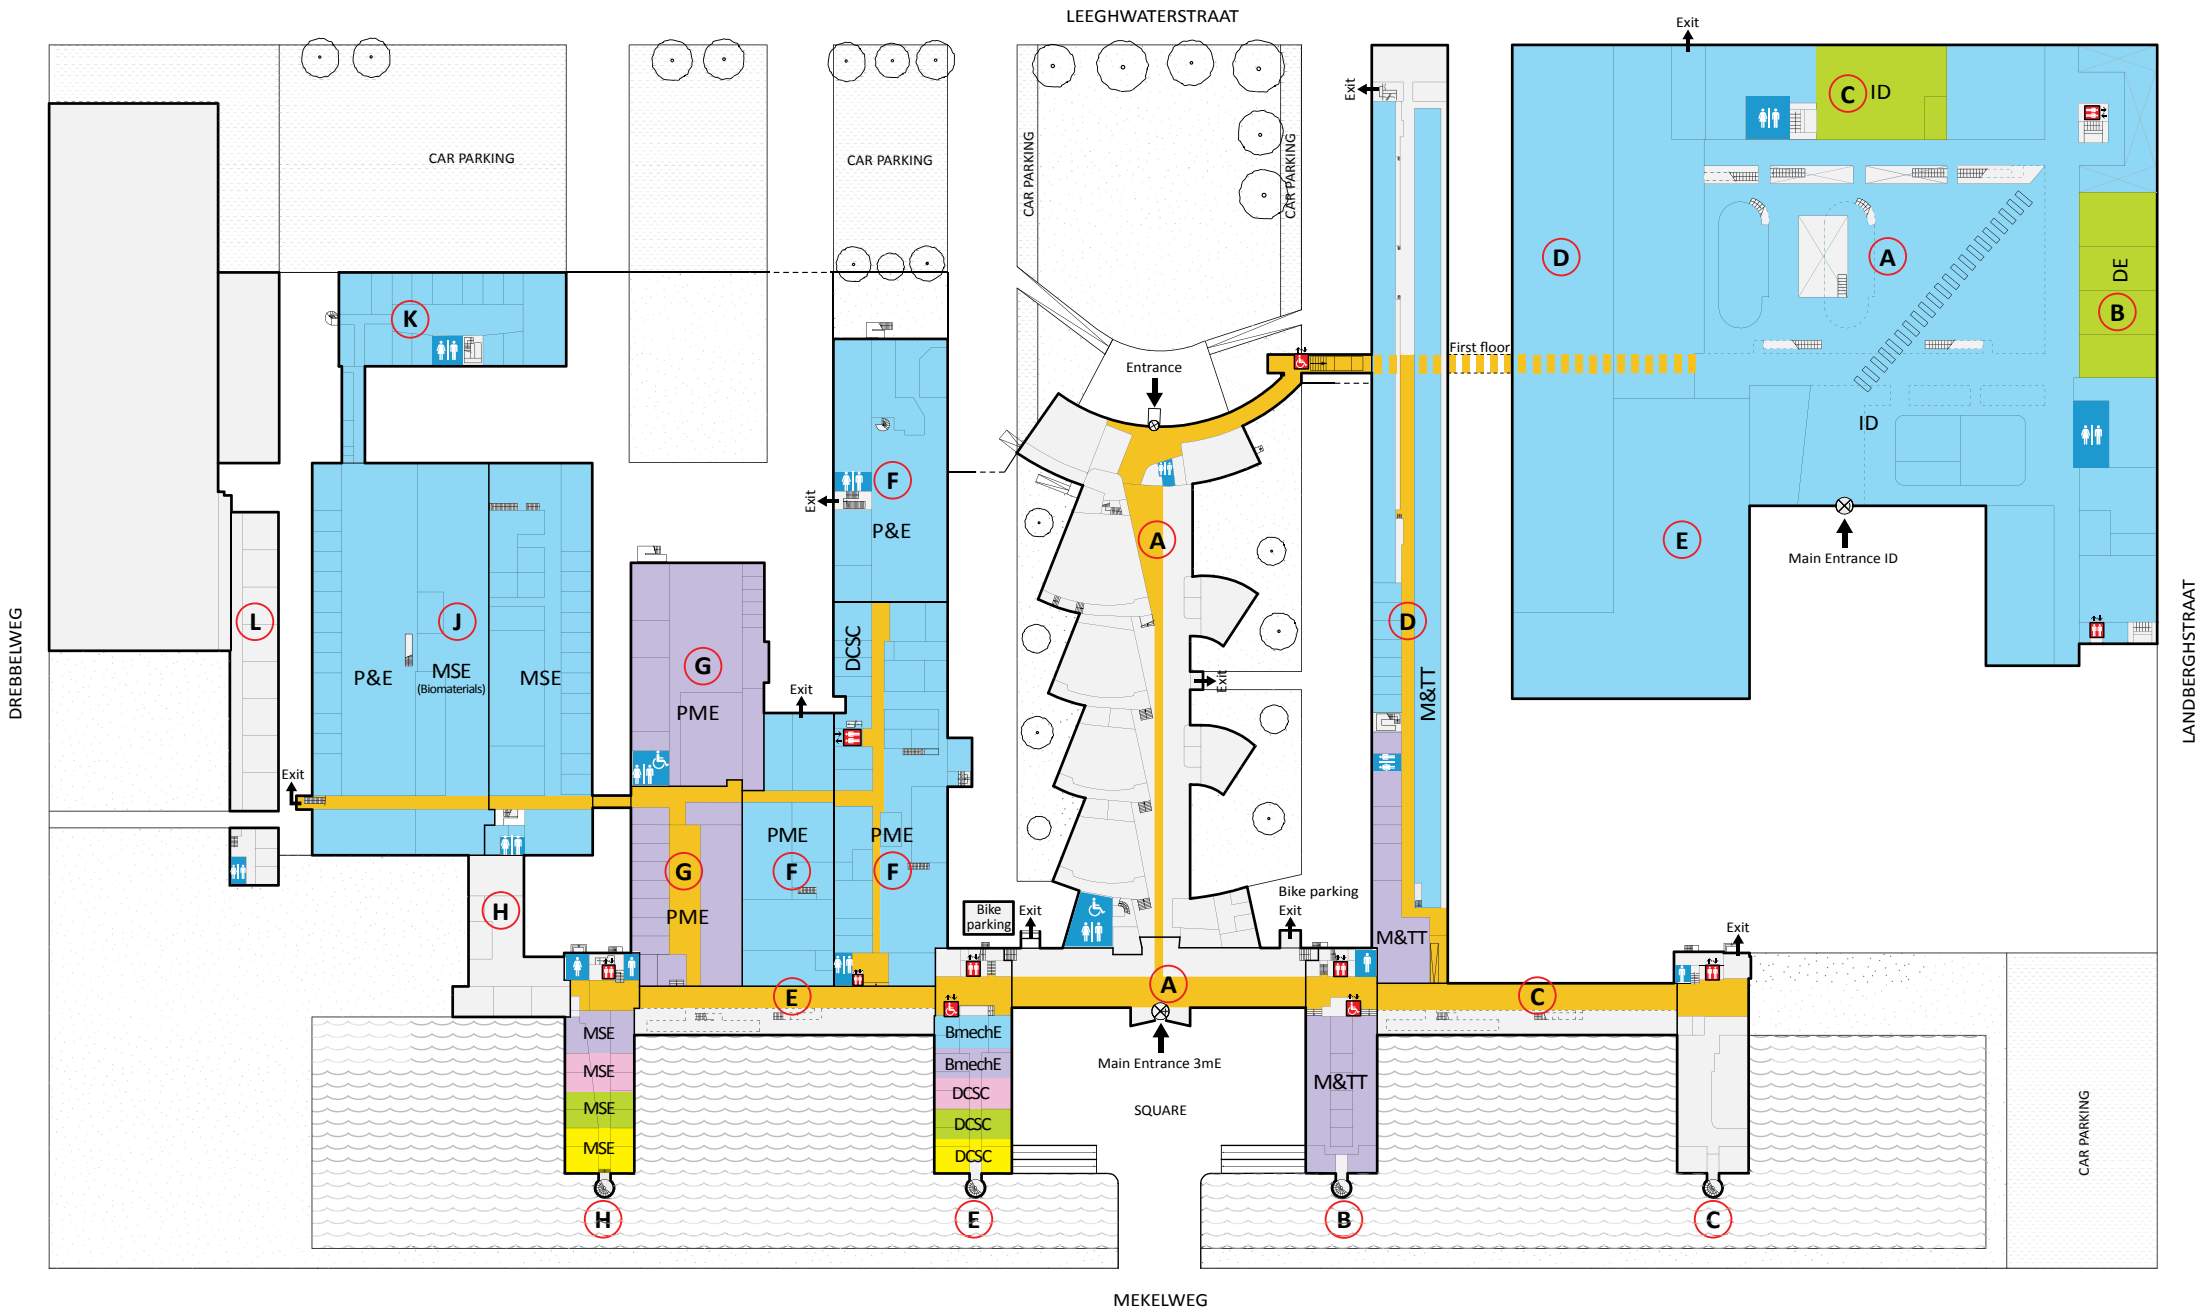 LEEGHWATERSTRAAT
Exit
C
ID
CAR PARKING
CAR PARKING
CAR PARKING
CAR PARKING
Exit
D
A
DE
B
K
First floor
Entrance
ID
F
Exit
P&E
A
E
Main Entrance ID
DREBBELWEG
LANDBERGHSTRAAT
L
J
P&E
MSE
(Biomaterials)
MSE
G
PME
DCSC
Exit
Exit
D
M&TT
Exit
PME
F
PME
F
G
PME
H
Bike
parking
Exit
Bike parking
Exit
M&TT
Exit
E
A
C
MSE
MSE
MSE
MSE
BmechE
BmechE
DCSC
DCSC
DCSC
Main Entrance 3mE
SQUARE
M&TT
CAR PARKING
H
E
B
C
MEKELWEG